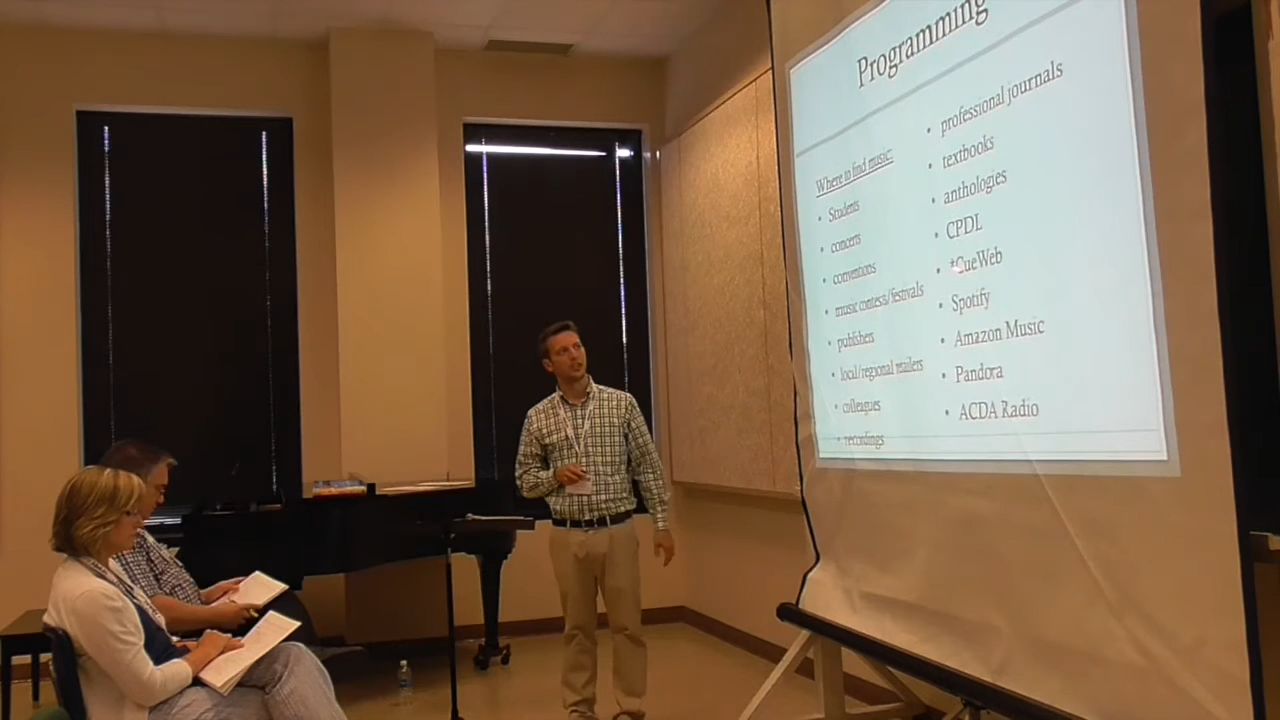 Programming
Where to find music:
• Students
• concerts
• conventions
• music contests/festivals
• publishers
• local/regional mailers
• colleagues
• recordings
• professional journals
• textbooks
• anthologies
• CPDL
• *CueWeb
• Spotify
• Amazon Music
• Pandora
• ACDA Radio